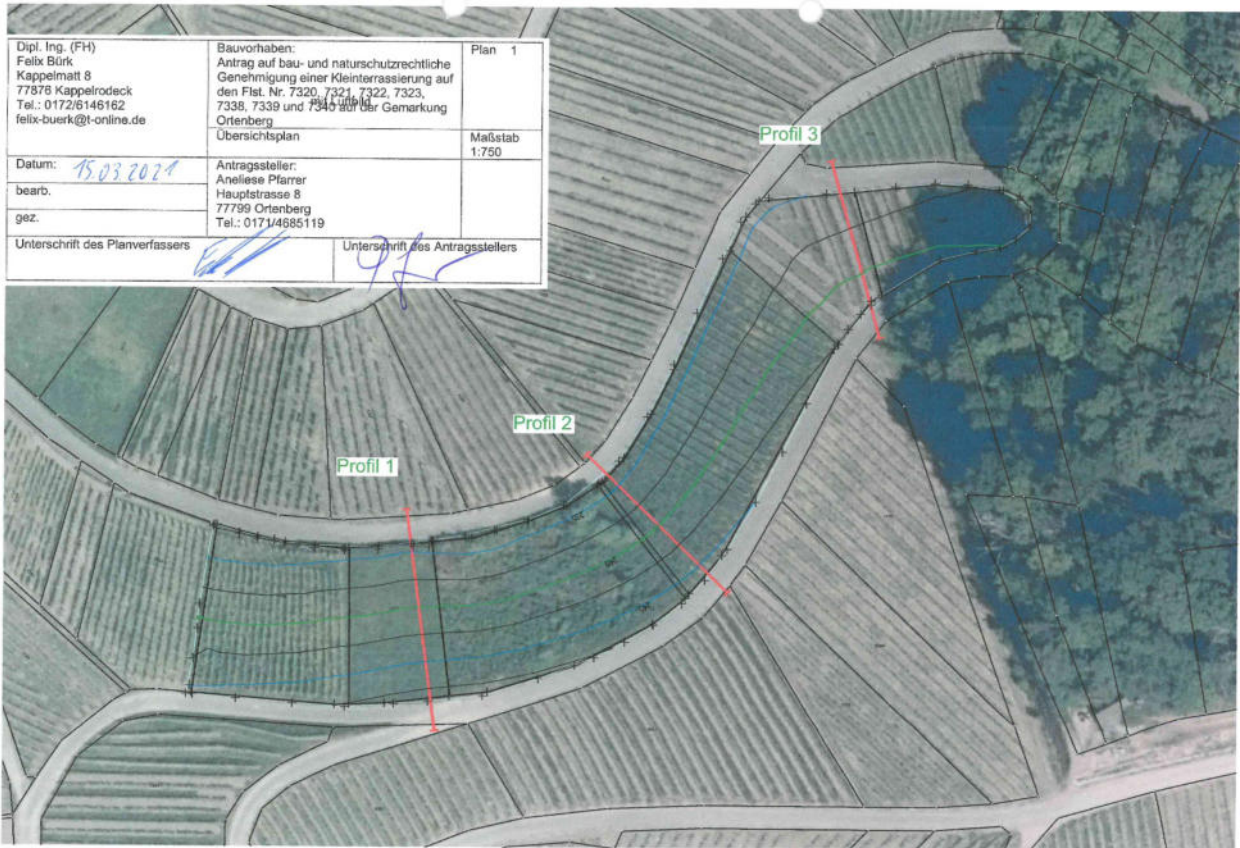 Dipl. Ing. (FH)
Felix Bürk
Kappelmatt 8
77876 Kappelrodeck
Tel.: 0172/6146162
felix-buerk@t-online.de
Bauvorhaben:
Antrag auf bau- und naturschutzrechtliche
Genehmigung einer Kleinterrassierung auf
den Flst. Nr. 7320, 7321, 7322, 7323,
mit Luftbild
7338, 7339 und 7340 auf der Gemarkung
Ortenberg
Übersichtsplan
Plan 1
Maßstab
1:750
Datum: 15.03.2021
bearb.
gez.
Antragssteller:
Aneliese Pfarrer
Hauptstrasse 8
77799 Ortenberg
Tel.: 0171/4685119
Unterschrift des Planverfassers
Unterschrift des Antragsstellers
Profil 3
Profil 2
Profil 1